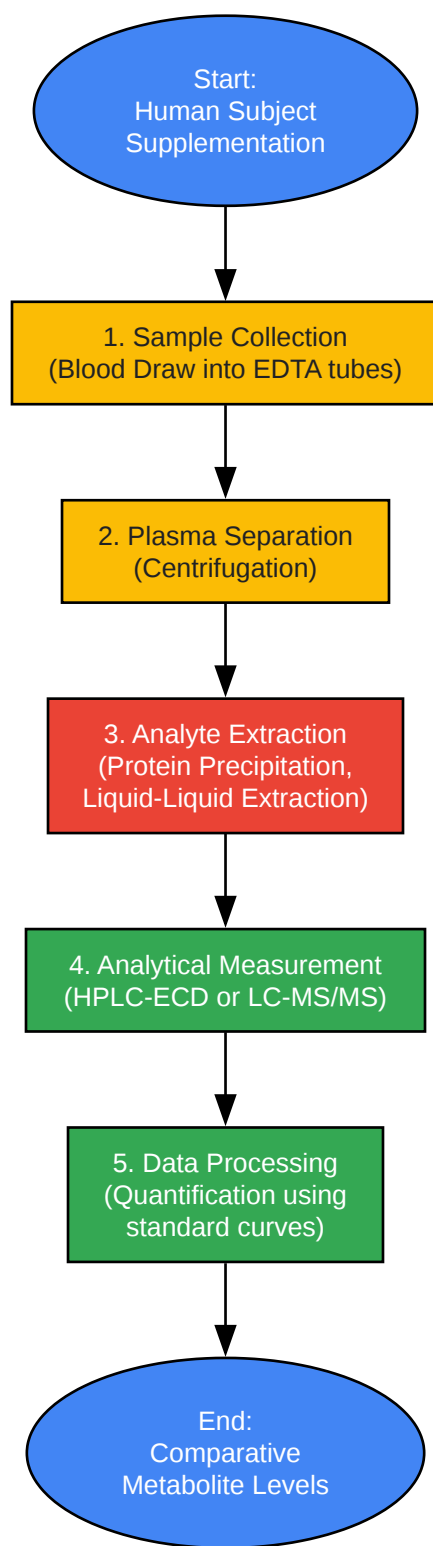 Start:
Human Subject
Supplementation
1. Sample Collection
(Blood Draw into EDTA tubes)
2. Plasma Separation
(Centrifugation)
3. Analyte Extraction
(Protein Precipitation,
Liquid-Liquid Extraction)
4. Analytical Measurement
(HPLC-ECD or LC-MS/MS)
5. Data Processing
(Quantification using
standard curves)
End:
Comparative
Metabolite Levels